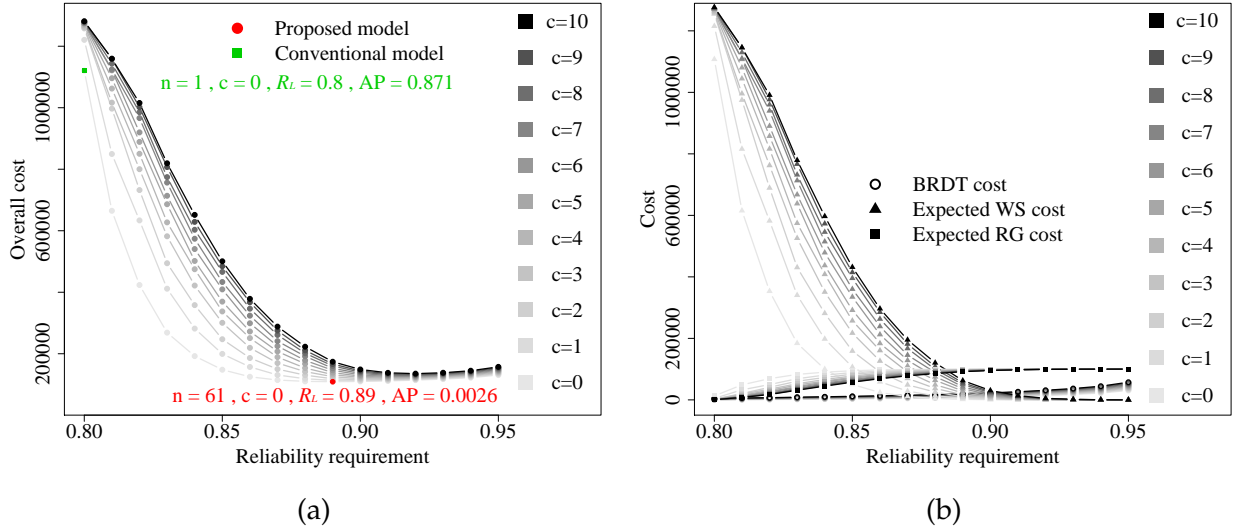 Proposed model
Conventional model
n = 1 , c = 0 , R_L = 0.8 , AP = 0.871
n = 61 , c = 0 , R_L = 0.89 , AP = 0.0026
c=10
c=9
c=8
c=7
c=6
c=5
c=4
c=3
c=2
c=1
c=0
Overall cost
1000000
600000
200000
0.80 0.85 0.90 0.95
Reliability requirement
(a)
BRDT cost
Expected WS cost
Expected RG cost
c=10
c=9
c=8
c=7
c=6
c=5
c=4
c=3
c=2
c=1
c=0
Cost
1000000
600000
200000
0
0.80 0.85 0.90 0.95
Reliability requirement
(b)